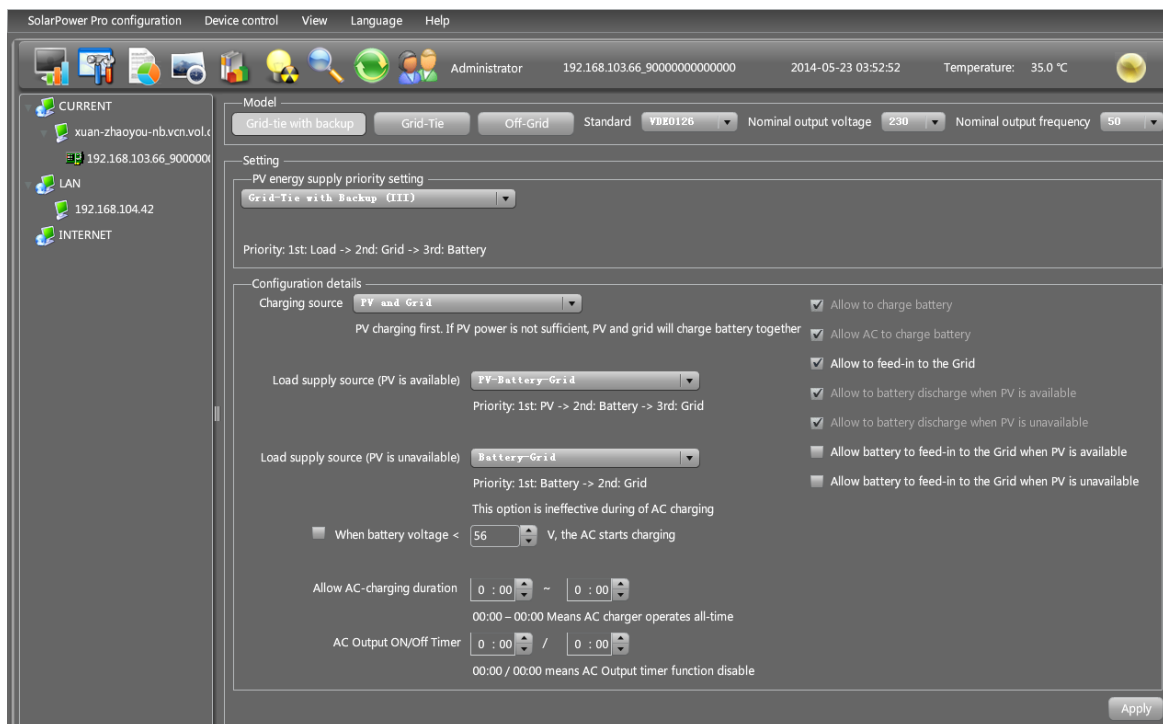 SolarPower Pro configuration Device control View Language Help
Administrator 192.168.103.66_90000000000000 2014-05-23 03:52:52 Temperature: 35.0 ℃
CURRENT
xuan-zhaoyou-nb.vcn.vol.c
192.168.103.66_9000000
LAN
192.168.104.42
INTERNET
Model
Grid-tie with backup Grid-Tie Off-Grid Standard VDE0126 Nominal output voltage 230 Nominal output frequency 50
Setting
PV energy supply priority setting
Grid-Tie with Backup (III)
Priority: 1st: Load -> 2nd: Grid -> 3rd: Battery
Configuration details
Charging source PV and Grid
PV charging first. If PV power is not sufficient, PV and grid will charge battery together
Load supply source (PV is available) PV-Battery-Grid
Priority: 1st: PV -> 2nd: Battery -> 3rd: Grid
Load supply source (PV is unavailable) Battery-Grid
Priority: 1st: Battery -> 2nd: Grid
This option is ineffective during of AC charging
When battery voltage < 56 V, the AC starts charging
Allow AC-charging duration 0 : 00 ~ 0 : 00
00:00 – 00:00 Means AC charger operates all-time
AC Output ON/Off Timer 0 : 00 / 0 : 00
00:00 / 00:00 means AC Output timer function disable
Allow to charge battery
Allow AC to charge battery
Allow to feed-in to the Grid
Allow to battery discharge when PV is available
Allow to battery discharge when PV is unavailable
Allow battery to feed-in to the Grid when PV is available
Allow battery to feed-in to the Grid when PV is unavailable
Apply